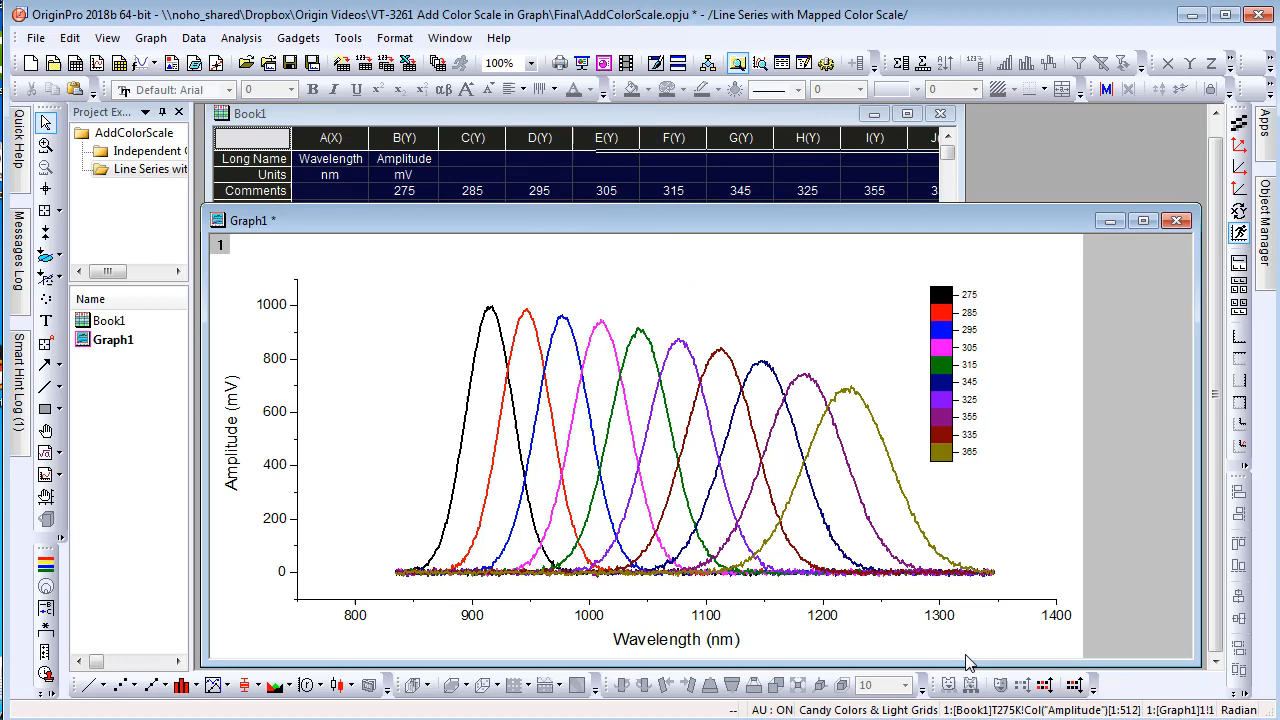 OriginPro 2018b 64-bit - \\noho_shared\Dropbox\Origin Videos\VT-3261 Add Color Scale in Graph\Final\AddColorScale.opju * - /Line Series with Mapped Color Scale/
File Edit View Graph Data Analysis Gadgets Tools Format Window Help
100%
Default: Arial 0 B I U 0 0
Quick Help
Messages Log
Smart Hint Log (1)
Project Ex...
AddColorScale
Independent C
Line Series wit
Name
Book1
Graph1
Book1
A(X) B(Y) C(Y) D(Y) E(Y) F(Y) G(Y) H(Y) I(Y)
Long Name Wavelength Amplitude
Units nm mV
Comments 275 285 295 305 315 345 325 355 3
Graph1 *
1
1000
800
600
400
200
0
Amplitude (mV)
800 900 1000 1100 1200 1300 1400
Wavelength (nm)
275
285
295
305
315
345
325
355
335
365
Apps
Object Manager
10
-- AU : ON Candy Colors & Light Grids 1:[Book1]T275K!Col("Amplitude")[1:512] 1:[Graph1]1!1 Radian